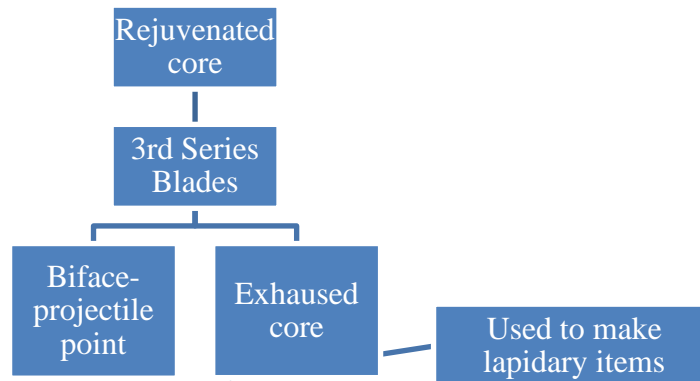 Rejuvenated
core
3rd Series
Blades
Biface-
projectile
point
Exhaused
core
Used to make
lapidary items